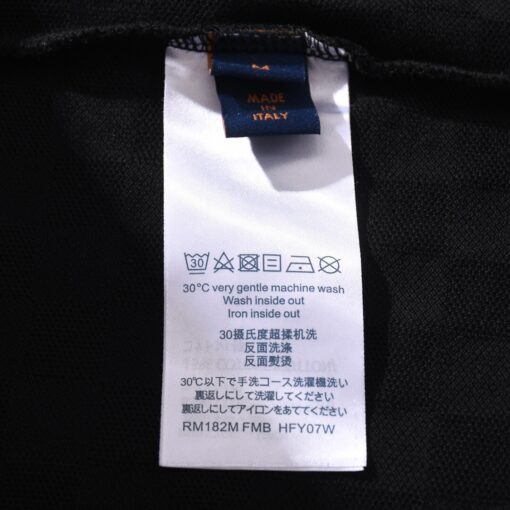 M
MADE
IN
ITALY
30
30°C very gentle machine wash
Wash inside out
Iron inside out
30摄氏度超揉机洗
反面洗涤
反面熨烫
30℃以下で手洗コース洗濯機洗い
裏返しにして洗濯してください
裏返しにしてアイロンをあててください
RM182M FMB HFY07W